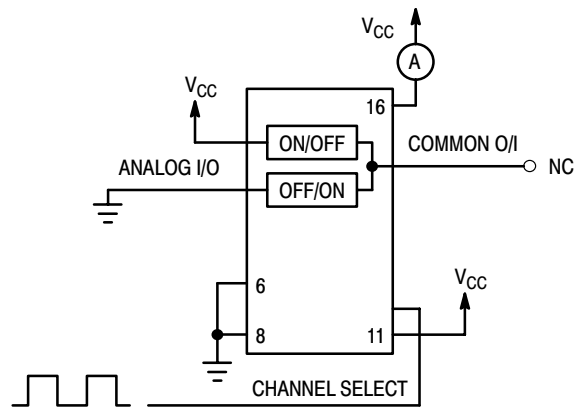 VCC
A
VCC
16
ON/OFF
COMMON O/I
NC
ANALOG I/O
OFF/ON
6
VCC
8
11
CHANNEL SELECT